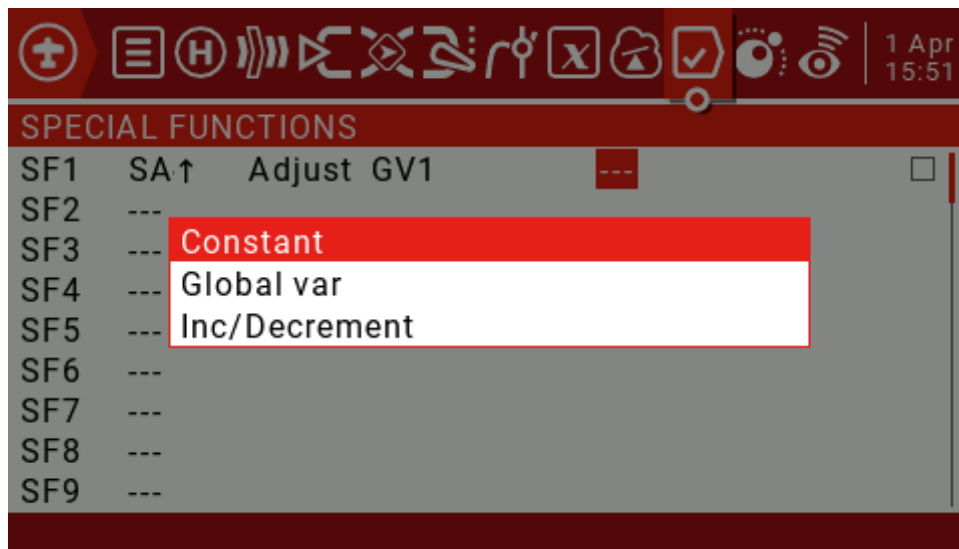 1 Apr
15:51
SPECIAL FUNCTIONS
SF1 SA↑ Adjust GV1 ---
SF2 ---
SF3 ---
Constant
SF4 ---
Global var
SF5 ---
Inc/Decrement
SF6 ---
SF7 ---
SF8 ---
SF9 ---